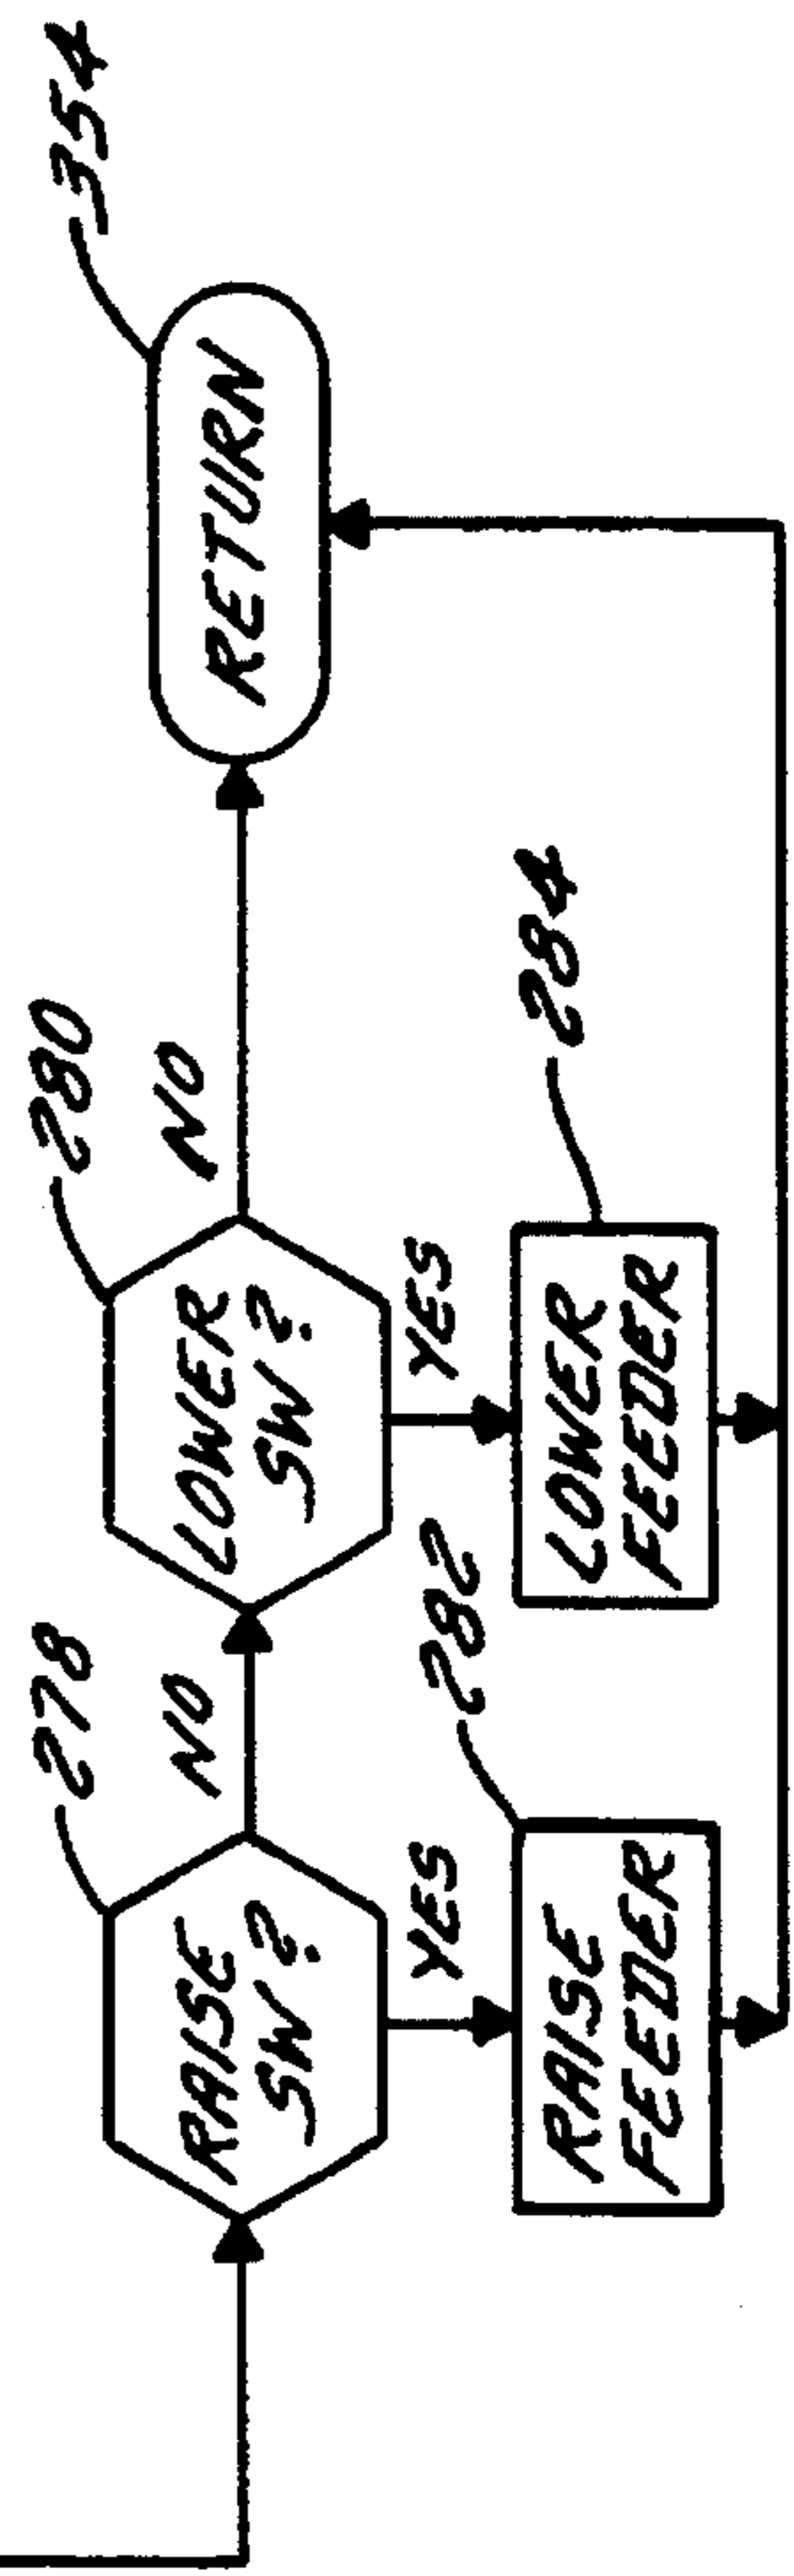 278
RAISE
SW?
NO
YES
282
RAISE
FEEDER
280
LOWER
SW?
NO
YES
284
LOWER
FEEDER
354
RETURN